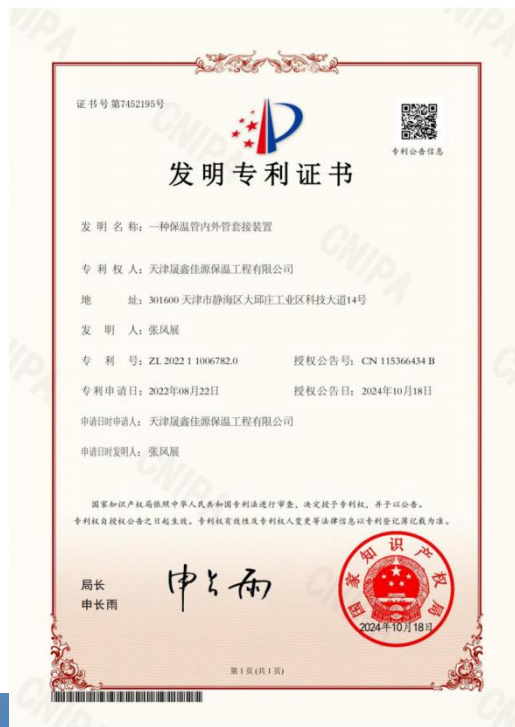 证书号第7452195号
专利公告信息
发明专利证书
发 明 名 称：一种保温管内外管套接装置
专 利 权 人：天津晟鑫佳源保温工程有限公司
地 址：301600 天津市静海区大邱庄工业区科技大道14号
发 明 人：张凤展
专 利 号：ZL 2022 1 1006782.0 授权公告号：CN 115366434 B
专利申请日：2022年08月22日 授权公告日：2024年10月18日
申请日时申请人：天津晟鑫佳源保温工程有限公司
申请日时发明人：张凤展
国家知识产权局依照中华人民共和国专利法进行审查，决定授予专利权，并予以公告。
专利权自授权公告之日起生效。专利权有效性及专利权人变更等法律信息以专利登记簿记载为准。
局长
申长雨
申长雨
国家知识产权局
2024年10月18日
第 1 页 (共 1 页)
CNIPA